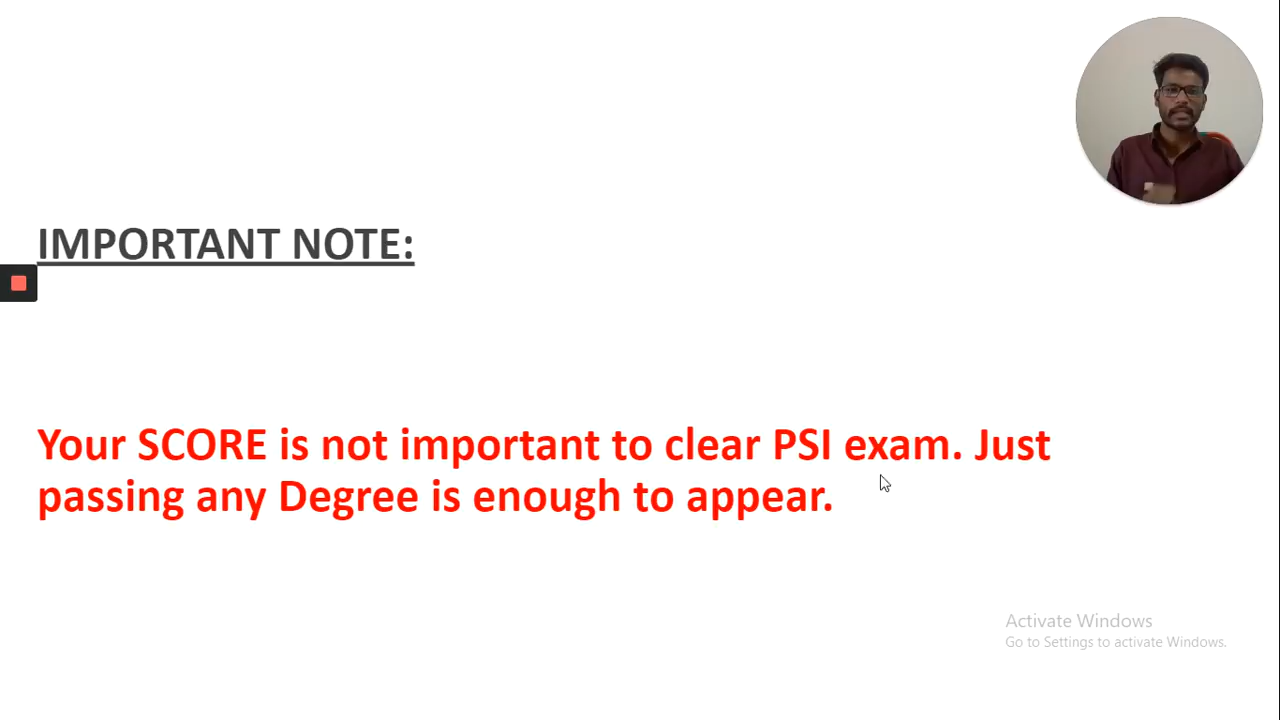 IMPORTANT NOTE:
Your SCORE is not important to clear PSI exam. Just
passing any Degree is enough to appear.
Activate Windows
Go to Settings to activate Windows.